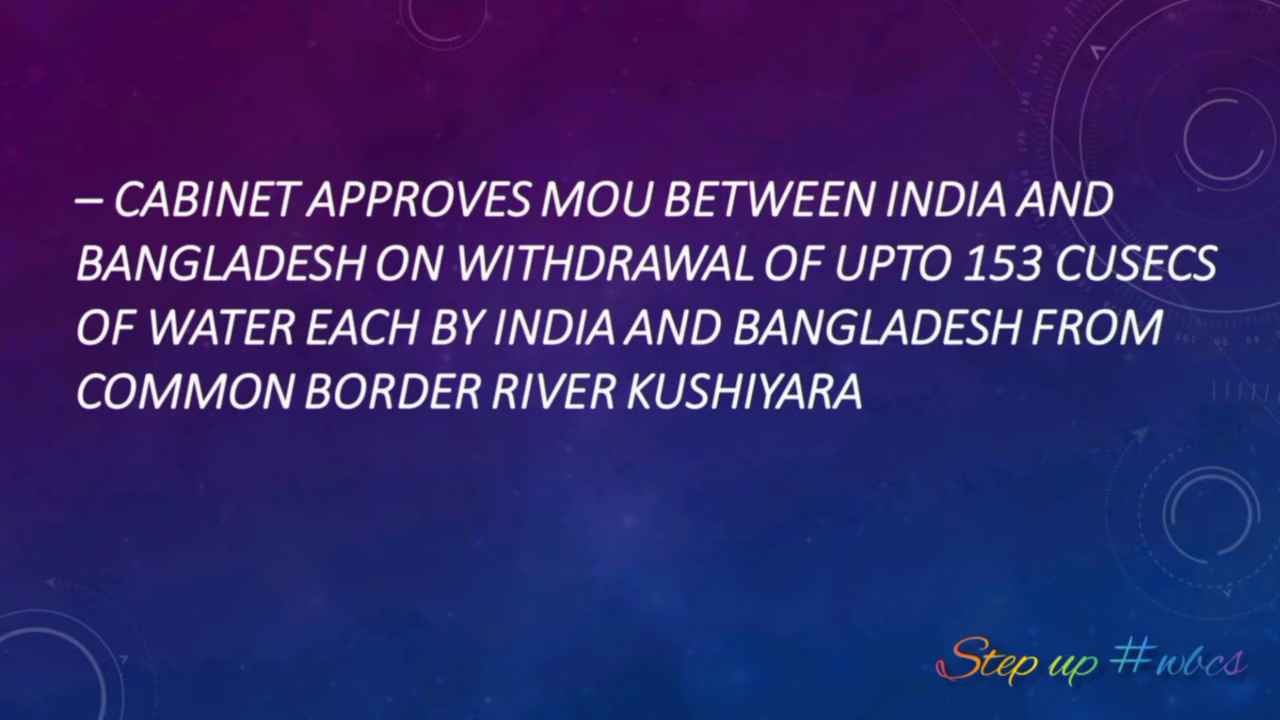 – CABINET APPROVES MOU BETWEEN INDIA AND
BANGLADESH ON WITHDRAWAL OF UPTO 153 CUSECS
OF WATER EACH BY INDIA AND BANGLADESH FROM
COMMON BORDER RIVER KUSHIYARA
Step up #wbcs